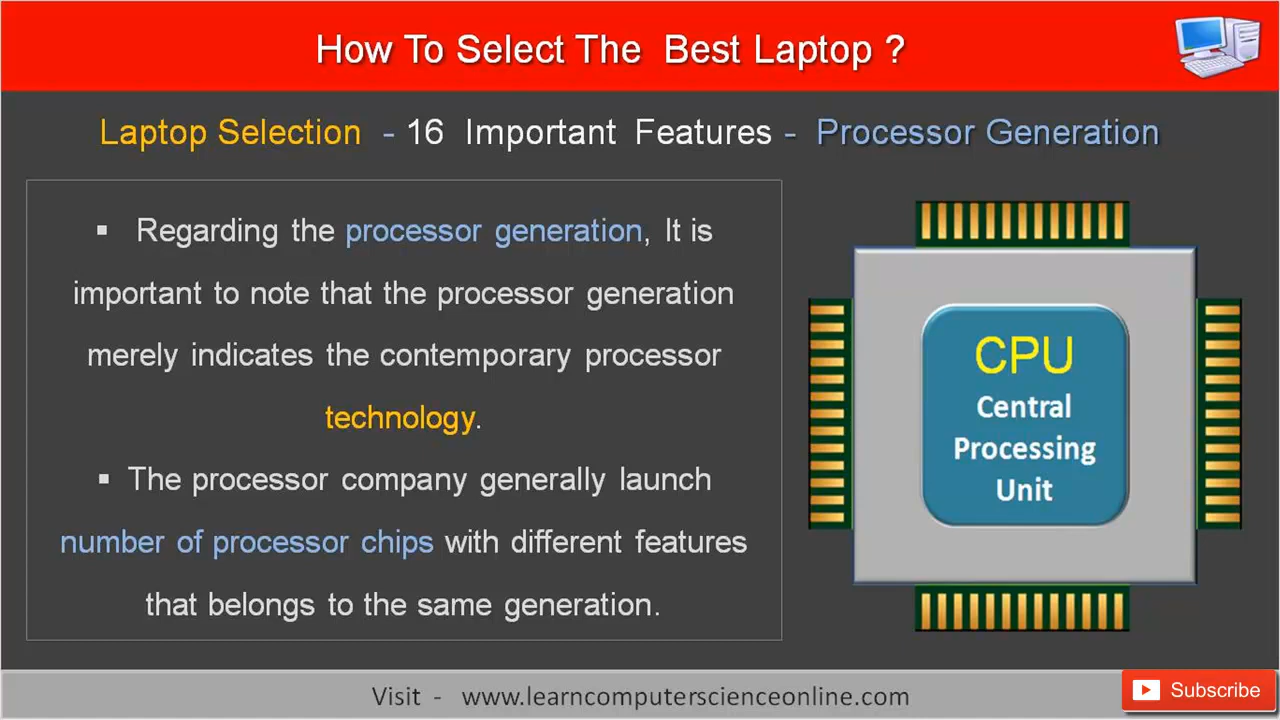 How To Select The Best Laptop ?
Laptop Selection - 16 Important Features - Processor Generation
▪ Regarding the processor generation, It is
important to note that the processor generation
merely indicates the contemporary processor
technology.
▪ The processor company generally launch
number of processor chips with different features
that belongs to the same generation.
CPU
Central
Processing
Unit
Visit - www.learncomputerscienceonline.com
Subscribe